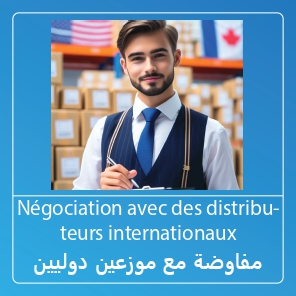 Négociation avec des distribu-
teurs internationaux
مفاوضة مع موزعين دوليين